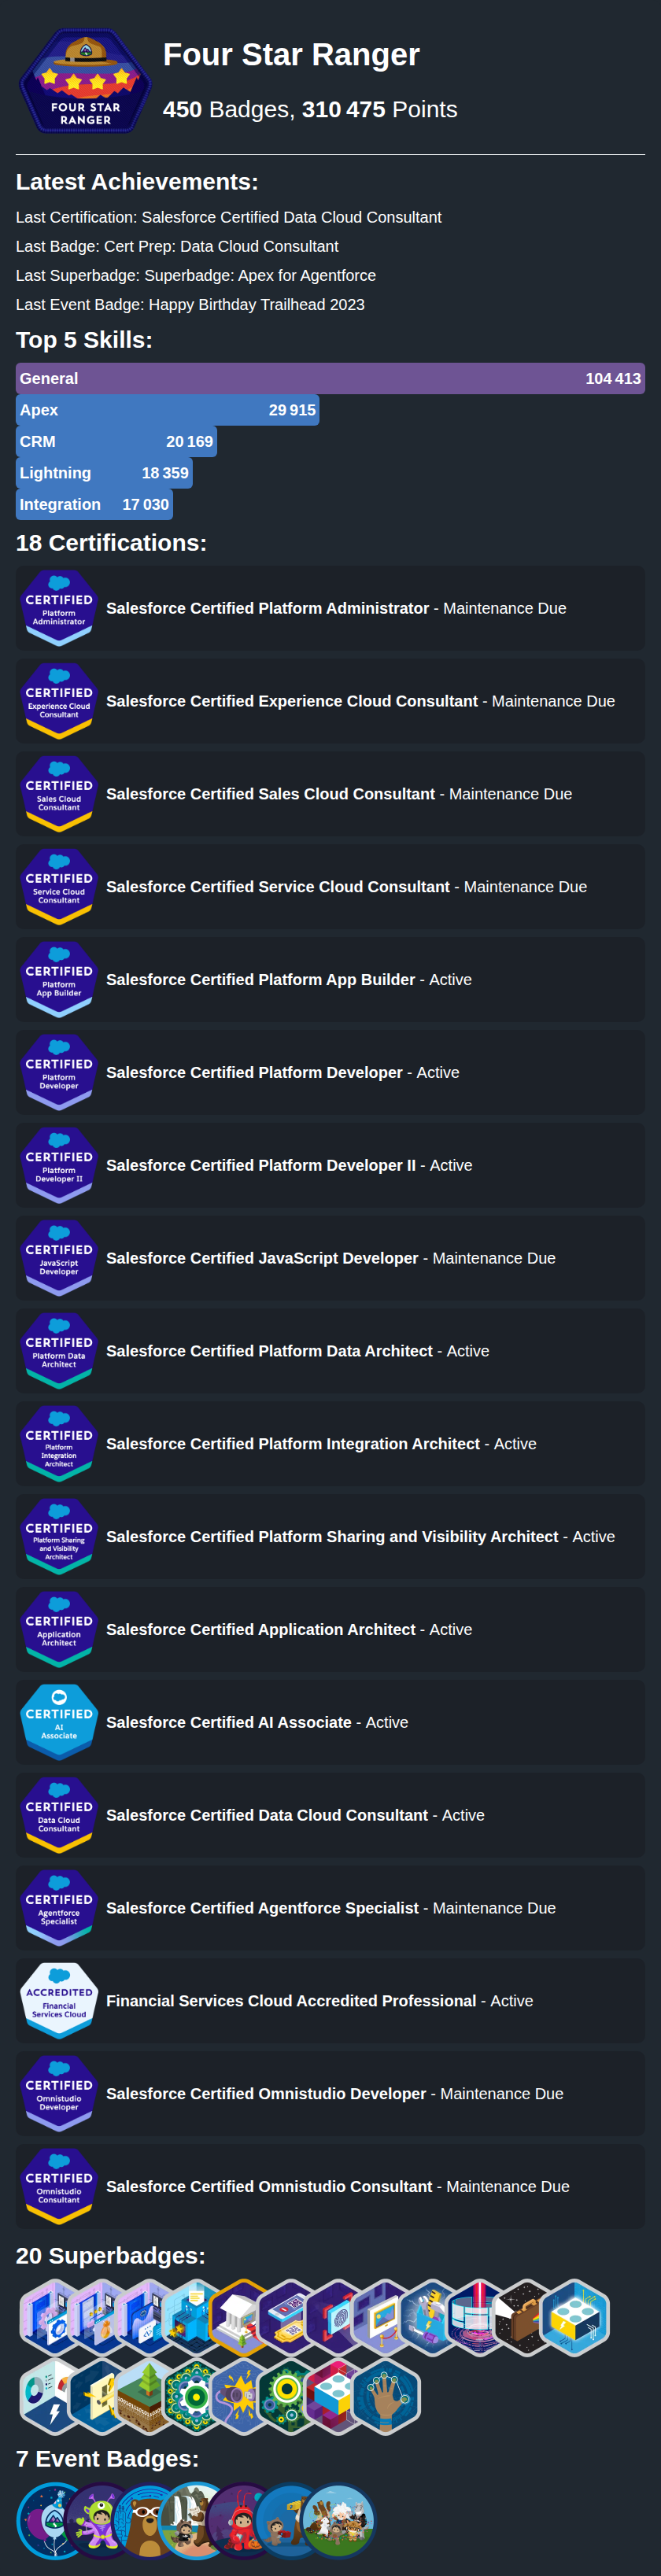 FOUR STAR
RANGER
Four Star Ranger
450 Badges, 310 475 Points
Latest Achievements:
Last Certification: Salesforce Certified Data Cloud Consultant
Last Badge: Cert Prep: Data Cloud Consultant
Last Superbadge: Superbadge: Apex for Agentforce
Last Event Badge: Happy Birthday Trailhead 2023
Top 5 Skills:
General 104 413
Apex 29 915
CRM 20 169
Lightning 18 359
Integration 17 030
18 Certifications:
CERTIFIED
Platform
Administrator
Salesforce Certified Platform Administrator - Maintenance Due
CERTIFIED
Experience Cloud
Consultant
Salesforce Certified Experience Cloud Consultant - Maintenance Due
CERTIFIED
Sales Cloud
Consultant
Salesforce Certified Sales Cloud Consultant - Maintenance Due
CERTIFIED
Service Cloud
Consultant
Salesforce Certified Service Cloud Consultant - Maintenance Due
CERTIFIED
Platform
App Builder
Salesforce Certified Platform App Builder - Active
CERTIFIED
Platform
Developer
Salesforce Certified Platform Developer - Active
CERTIFIED
Platform
Developer II
Salesforce Certified Platform Developer II - Active
CERTIFIED
JavaScript
Developer
Salesforce Certified JavaScript Developer - Maintenance Due
CERTIFIED
Platform Data
Architect
Salesforce Certified Platform Data Architect - Active
CERTIFIED
Platform
Integration
Architect
Salesforce Certified Platform Integration Architect - Active
CERTIFIED
Platform Sharing
and Visibility
Architect
Salesforce Certified Platform Sharing and Visibility Architect - Active
CERTIFIED
Application
Architect
Salesforce Certified Application Architect - Active
CERTIFIED
AI
Associate
Salesforce Certified AI Associate - Active
CERTIFIED
Data Cloud
Consultant
Salesforce Certified Data Cloud Consultant - Active
CERTIFIED
Agentforce
Specialist
Salesforce Certified Agentforce Specialist - Maintenance Due
ACCREDITED
Financial
Services Cloud
Financial Services Cloud Accredited Professional - Active
CERTIFIED
Omnistudio
Developer
Salesforce Certified Omnistudio Developer - Maintenance Due
CERTIFIED
Omnistudio
Consultant
Salesforce Certified Omnistudio Consultant - Maintenance Due
20 Superbadges:
7 Event Badges: